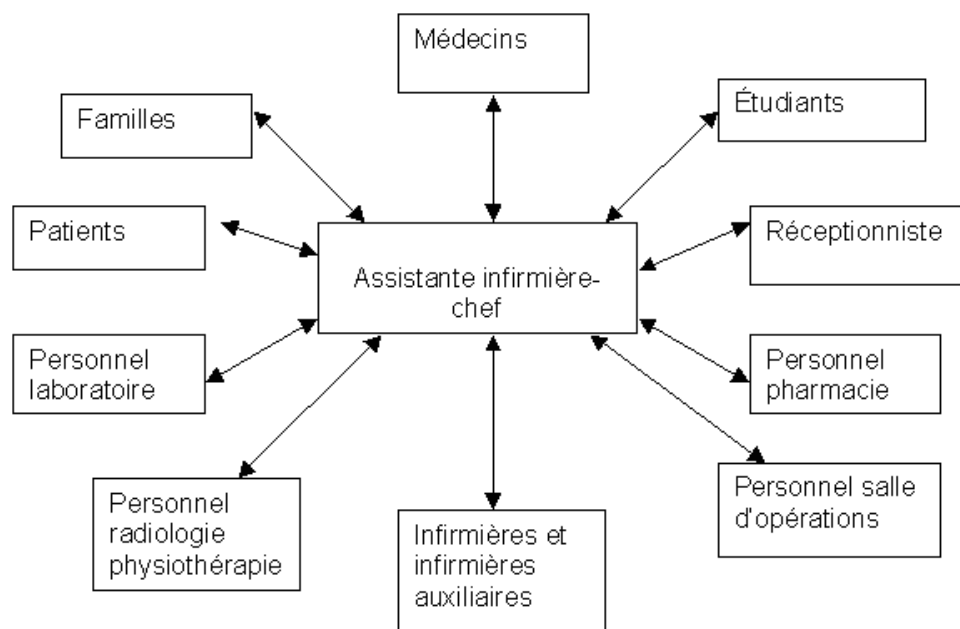 Médecins
Familles
Étudiants
Patients
Réceptionniste
Assistante infirmière-
chef
Personnel
laboratoire
Personnel
pharmacie
Personnel
radiologie
physiothérapie
Infirmières et
infirmières
auxiliaires
Personnel salle
d'opérations